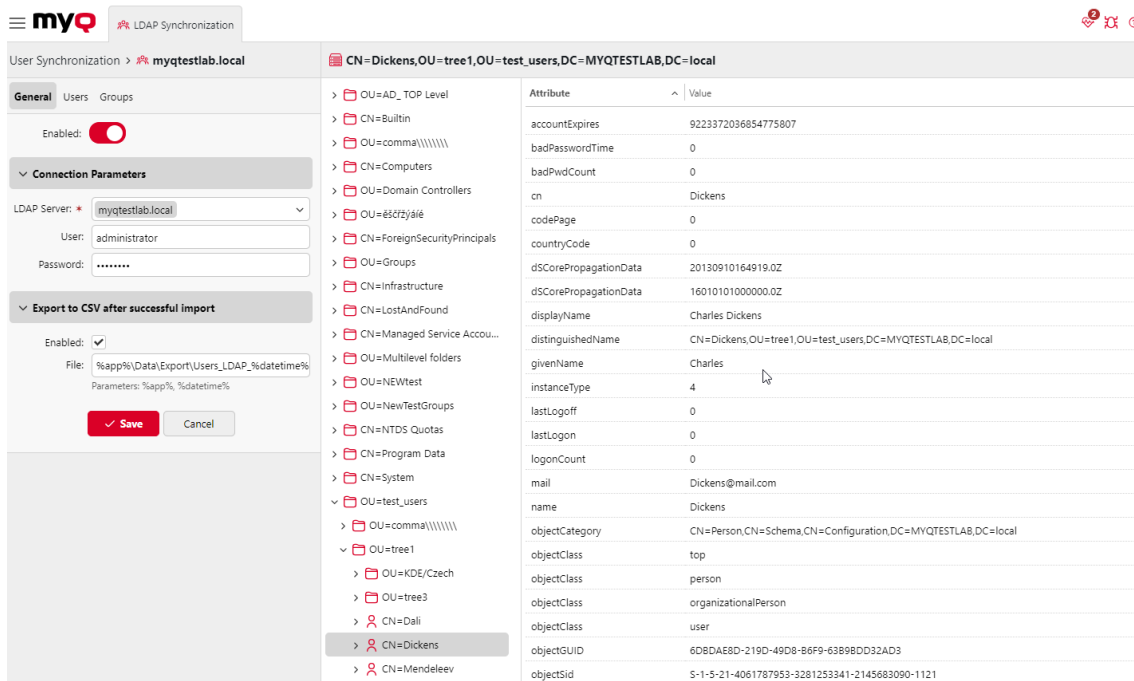 myQ
LDAP Synchronization
2
User Synchronization > myqtestlab.local
General Users Groups
Enabled:
Connection Parameters
LDAP Server: * myqtestlab.local
User: administrator
Password: ••••••••
Export to CSV after successful import
Enabled:
File: %app%\Data\Export\Users_LDAP_%datetime%
Parameters: %app%, %datetime%
Save Cancel
CN=Dickens,OU=tree1,OU=test_users,DC=MYQTESTLAB,DC=local
OU=AD_ TOP Level
CN=Builtin
OU=comma\\\\\\\\
CN=Computers
OU=Domain Controllers
OU=ěščřžýáíé
CN=ForeignSecurityPrincipals
OU=Groups
CN=Infrastructure
CN=LostAndFound
CN=Managed Service Accou...
OU=Multilevel folders
OU=NEWtest
OU=NewTestGroups
CN=NTDS Quotas
CN=Program Data
CN=System
OU=test_users
OU=comma\\\\\\\\
OU=tree1
OU=KDE/Czech
OU=tree3
CN=Dali
CN=Dickens
CN=Mendeleev
Attribute Value
accountExpires 9223372036854775807
badPasswordTime 0
badPwdCount 0
cn Dickens
codePage 0
countryCode 0
dSCorePropagationData 20130910164919.0Z
dSCorePropagationData 16010101000000.0Z
displayName Charles Dickens
distinguishedName CN=Dickens,OU=tree1,OU=test_users,DC=MYQTESTLAB,DC=local
givenName Charles
instanceType 4
lastLogoff 0
lastLogon 0
logonCount 0
mail Dickens@mail.com
name Dickens
objectCategory CN=Person,CN=Schema,CN=Configuration,DC=MYQTESTLAB,DC=local
objectClass top
objectClass person
objectClass organizationalPerson
objectClass user
objectGUID 6DBDAE8D-219D-49D8-B6F9-63B9BDD32AD3
objectSid S-1-5-21-4061787953-3281253341-2145683090-1121